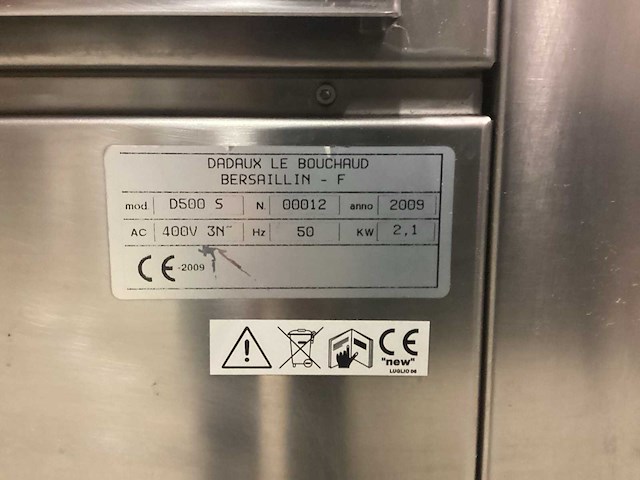 DADAUX LE BOUCHAUD
BERSAILLIN - F
mod. D500 S N. 00012 anno 2009
AC 400V 3N~ Hz 50 KW 2,1
CE -2009
CE
"new"
LUGLIO 06